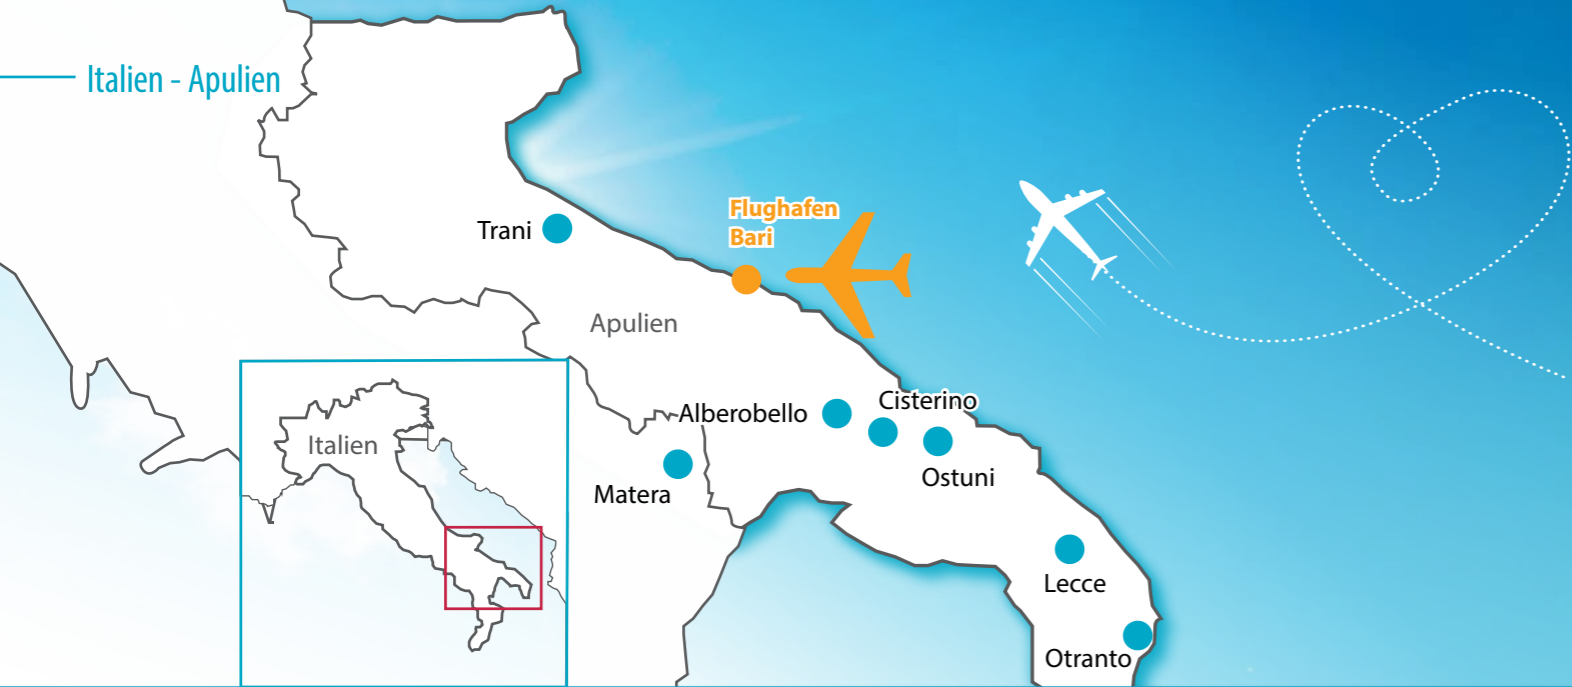 Italien - Apulien
Flughafen
Bari
Trani
Apulien
Cisterino
Alberobello
Italien
Ostuni
Matera
Lecce
Otranto